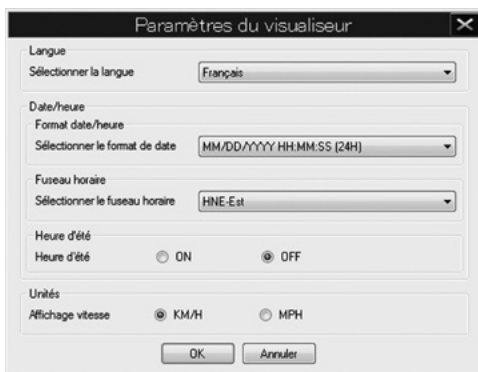 Paramètres du visualiseur
Langue
Sélectionner la langue Français
Date/heure
Format date/heure
Sélectionner le format de date MM/DD/YYYY HH:MM:SS (24H)
Fuseau horaire
Sélectionner le fuseau horaire HNE-Est
Heure d'été
Heure d'été ON OFF
Unités
Affichage vitesse KM/H MPH
OK Annuler